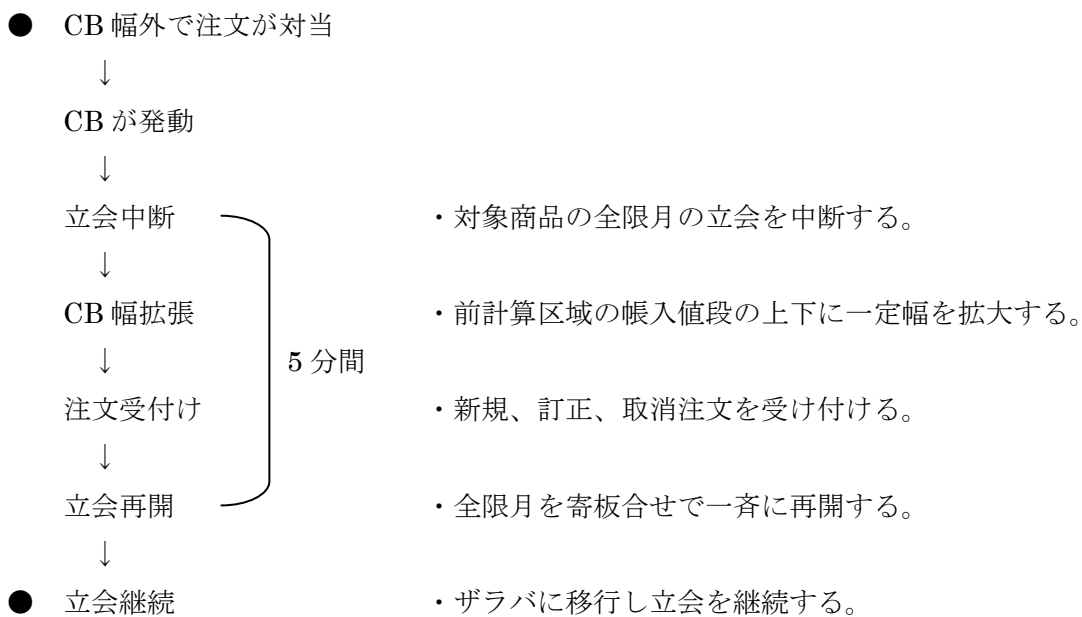 ● CB 幅外で注文が対当
↓
CB が発動
↓
立会中断 ・対象商品の全限月の立会を中断する。
↓
CB 幅拡張 ・前計算区域の帳入値段の上下に一定幅を拡大する。
↓ 5 分間
注文受付け ・新規、訂正、取消注文を受け付ける。
↓
立会再開 ・全限月を寄板合せで一斉に再開する。
↓
● 立会継続 ・ザラバに移行し立会を継続する。